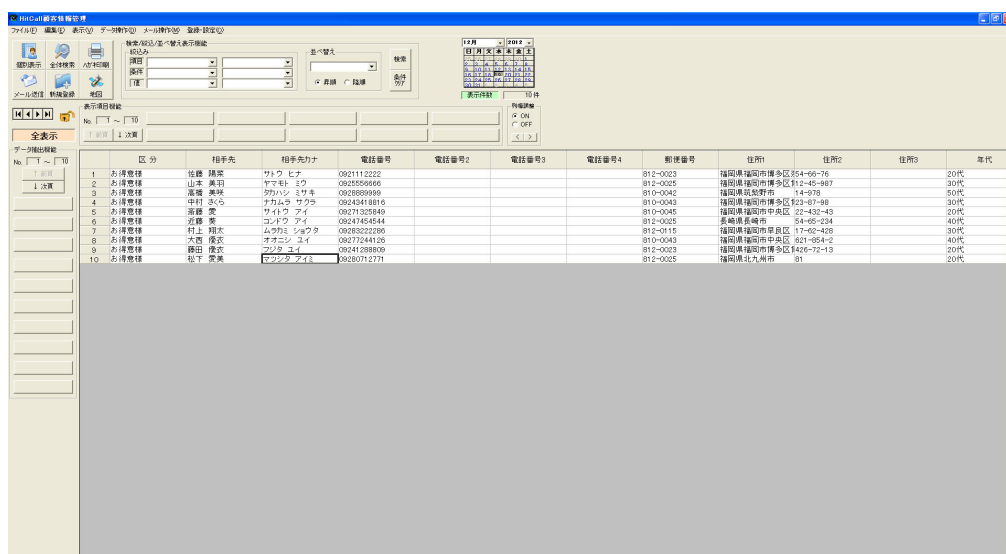 HitCall顧客情報管理
ファイル(F) 編集(E) 表示(V) データ操作(D) メール操作(M) 登録・設定(O)
個別表示 全体検索 ハガキ印刷
メール送信 新規登録 地図
検索/絞込/並べ替え表示機能
絞込み
項目
条件
値
並べ替え
昇順 降順
検索
条件クリア
12月 2012
日 月 火 水 木 金 土
表示件数 10 件
全表示
表示項目機能
No. 1 ~ 10
↑ 前頁 ↓ 次頁
列幅調整
ON
OFF
< >
データ抽出機能
No. 1 ~ 10
↑ 前頁
↓ 次頁
区 分 相手先 相手先カナ 電話番号 電話番号2 電話番号3 電話番号4 郵便番号 住所1 住所2 住所3 年代
1 お得意様 佐藤 陽菜 サトウ ヒナ 0921112222 812-0023 福岡県福岡市博多区 54-66-76 20代
2 お得意様 山本 美羽 ヤマモト ミウ 0925556666 812-0025 福岡県福岡市博多区 112-45-987 30代
3 お得意様 高橋 美咲 タカハシ ミサキ 0928889999 810-0042 福岡県筑紫野市 14-978 50代
4 お得意様 中村 さくら ナカムラ サクラ 09243418816 810-0043 福岡県福岡市博多区 123-87-98 30代
5 お得意様 斎藤 愛 サイトウ アイ 09271325849 810-0045 福岡県福岡市中央区 22-432-43 20代
6 お得意様 近藤 葵 コンドウ アイ 09247454544 812-0025 長崎県長崎市 54-65-234 40代
7 お得意様 村上 翔太 ムラカミ ショウタ 09283222286 812-0115 福岡県福岡市早良区 17-62-428 30代
8 お得意様 大西 優衣 オオニシ ユイ 09277244126 810-0043 福岡県福岡市中央区 621-854-2 40代
9 お得意様 藤田 優衣 フジタ ユイ 09241288809 812-0023 福岡県福岡市博多区 1426-72-13 20代
10 お得意様 松下 愛美 マツシタ アイミ 09280712771 812-0025 福岡県北九州市 81 20代